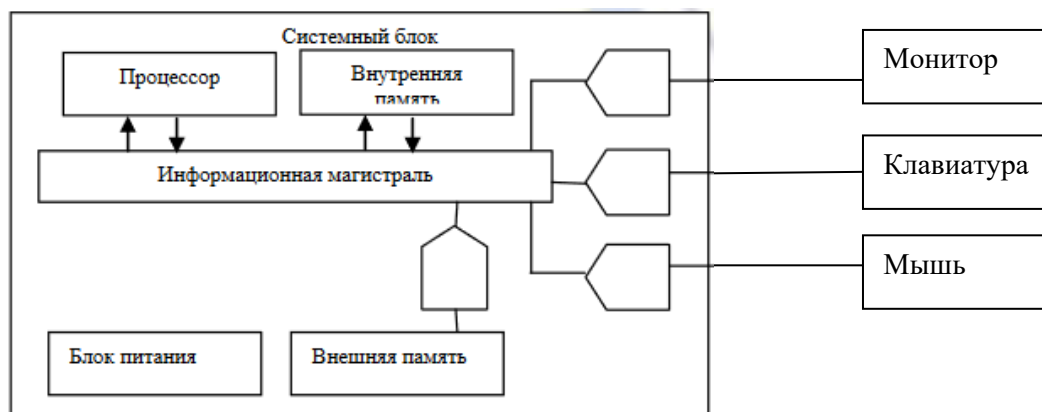 Системный блок
Процессор
Внутренняя
память
Монитор
Информационная магистраль
Клавиатура
Мышь
Блок питания
Внешняя память